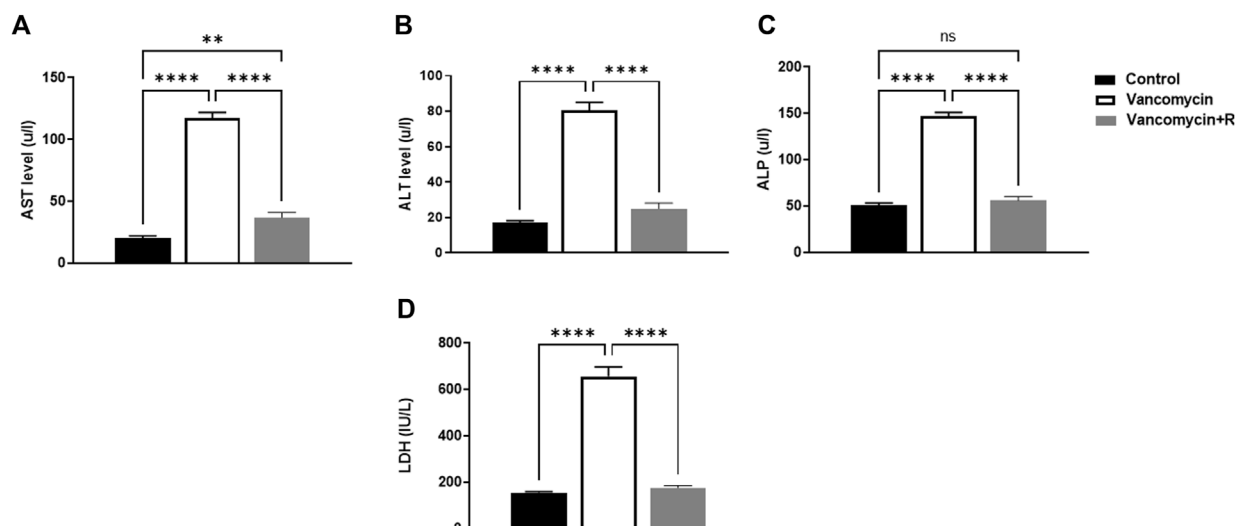 A
B
C
**
ns
**** ****
**** ****
**** ****
AST level (u/l)
150
100
50
0
ALT level (u/l)
100
80
60
40
20
0
ALP (u/l)
200
150
100
50
0
Control
Vancomycin
Vancomycin+R
D
**** ****
LDH (IU/L)
800
600
400
200
0